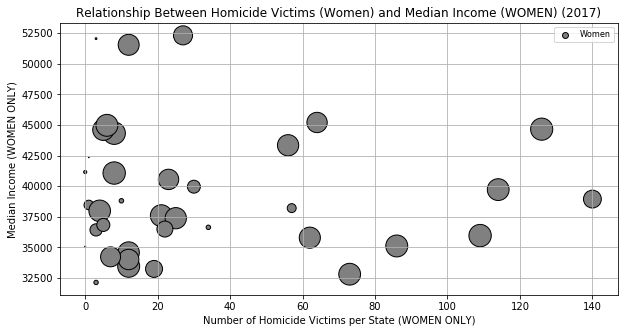 Relationship Between Homicide Victims (Women) and Median Income (WOMEN) (2017)
Women
52500
50000
47500
45000
42500
40000
37500
35000
32500
Median Income (WOMEN ONLY)
0 20 40 60 80 100 120 140
Number of Homicide Victims per State (WOMEN ONLY)